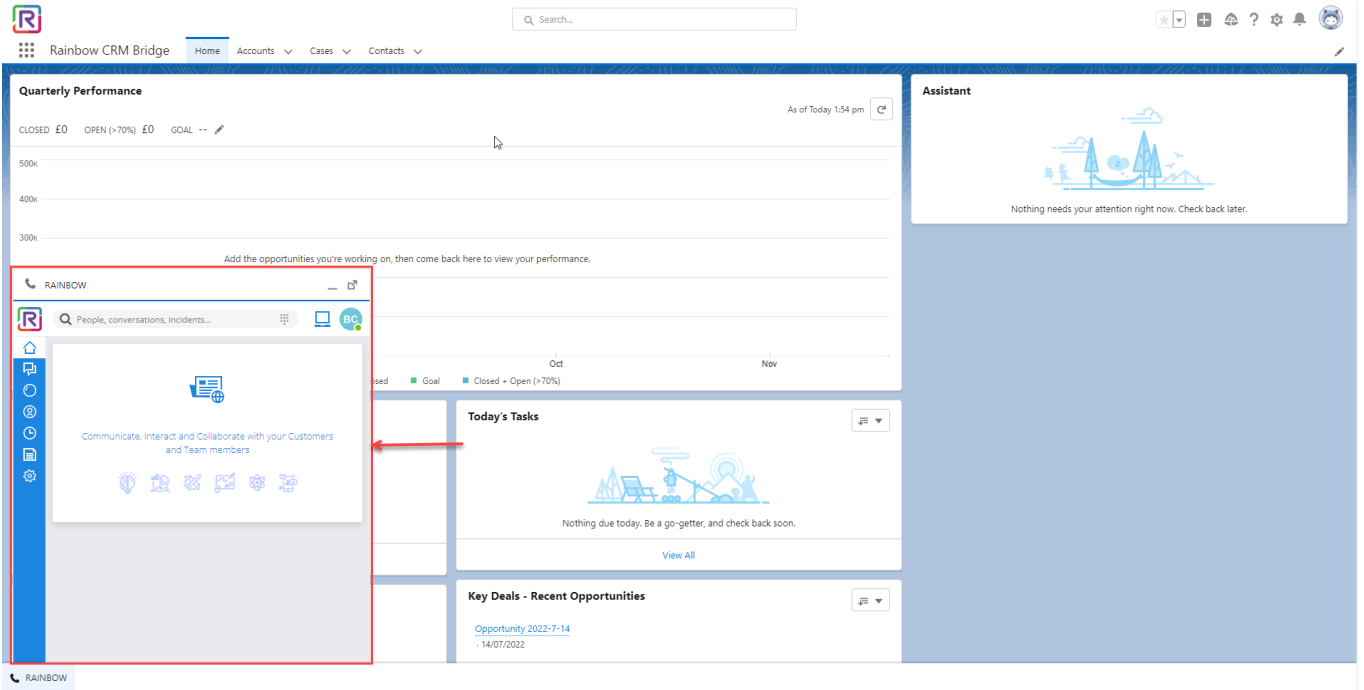 Search...
Rainbow CRM Bridge
Home
Accounts
Cases
Contacts
Quarterly Performance
As of Today 1:54 pm
CLOSED £0 OPEN (>70%) £0 GOAL --
500K
400K
300K
Add the opportunities you're working on, then come back here to view your performance.
Oct
Nov
osed
Goal
Closed + Open (>70%)
Assistant
Nothing needs your attention right now. Check back later.
RAINBOW
R
People, conversations, incidents...
BC
Communicate. Interact and Collaborate with your Customers
and Team members
Today's Tasks
Nothing due today. Be a go-getter, and check back soon.
View All
Key Deals - Recent Opportunities
Opportunity 2022-7-14
· 14/07/2022
RAINBOW